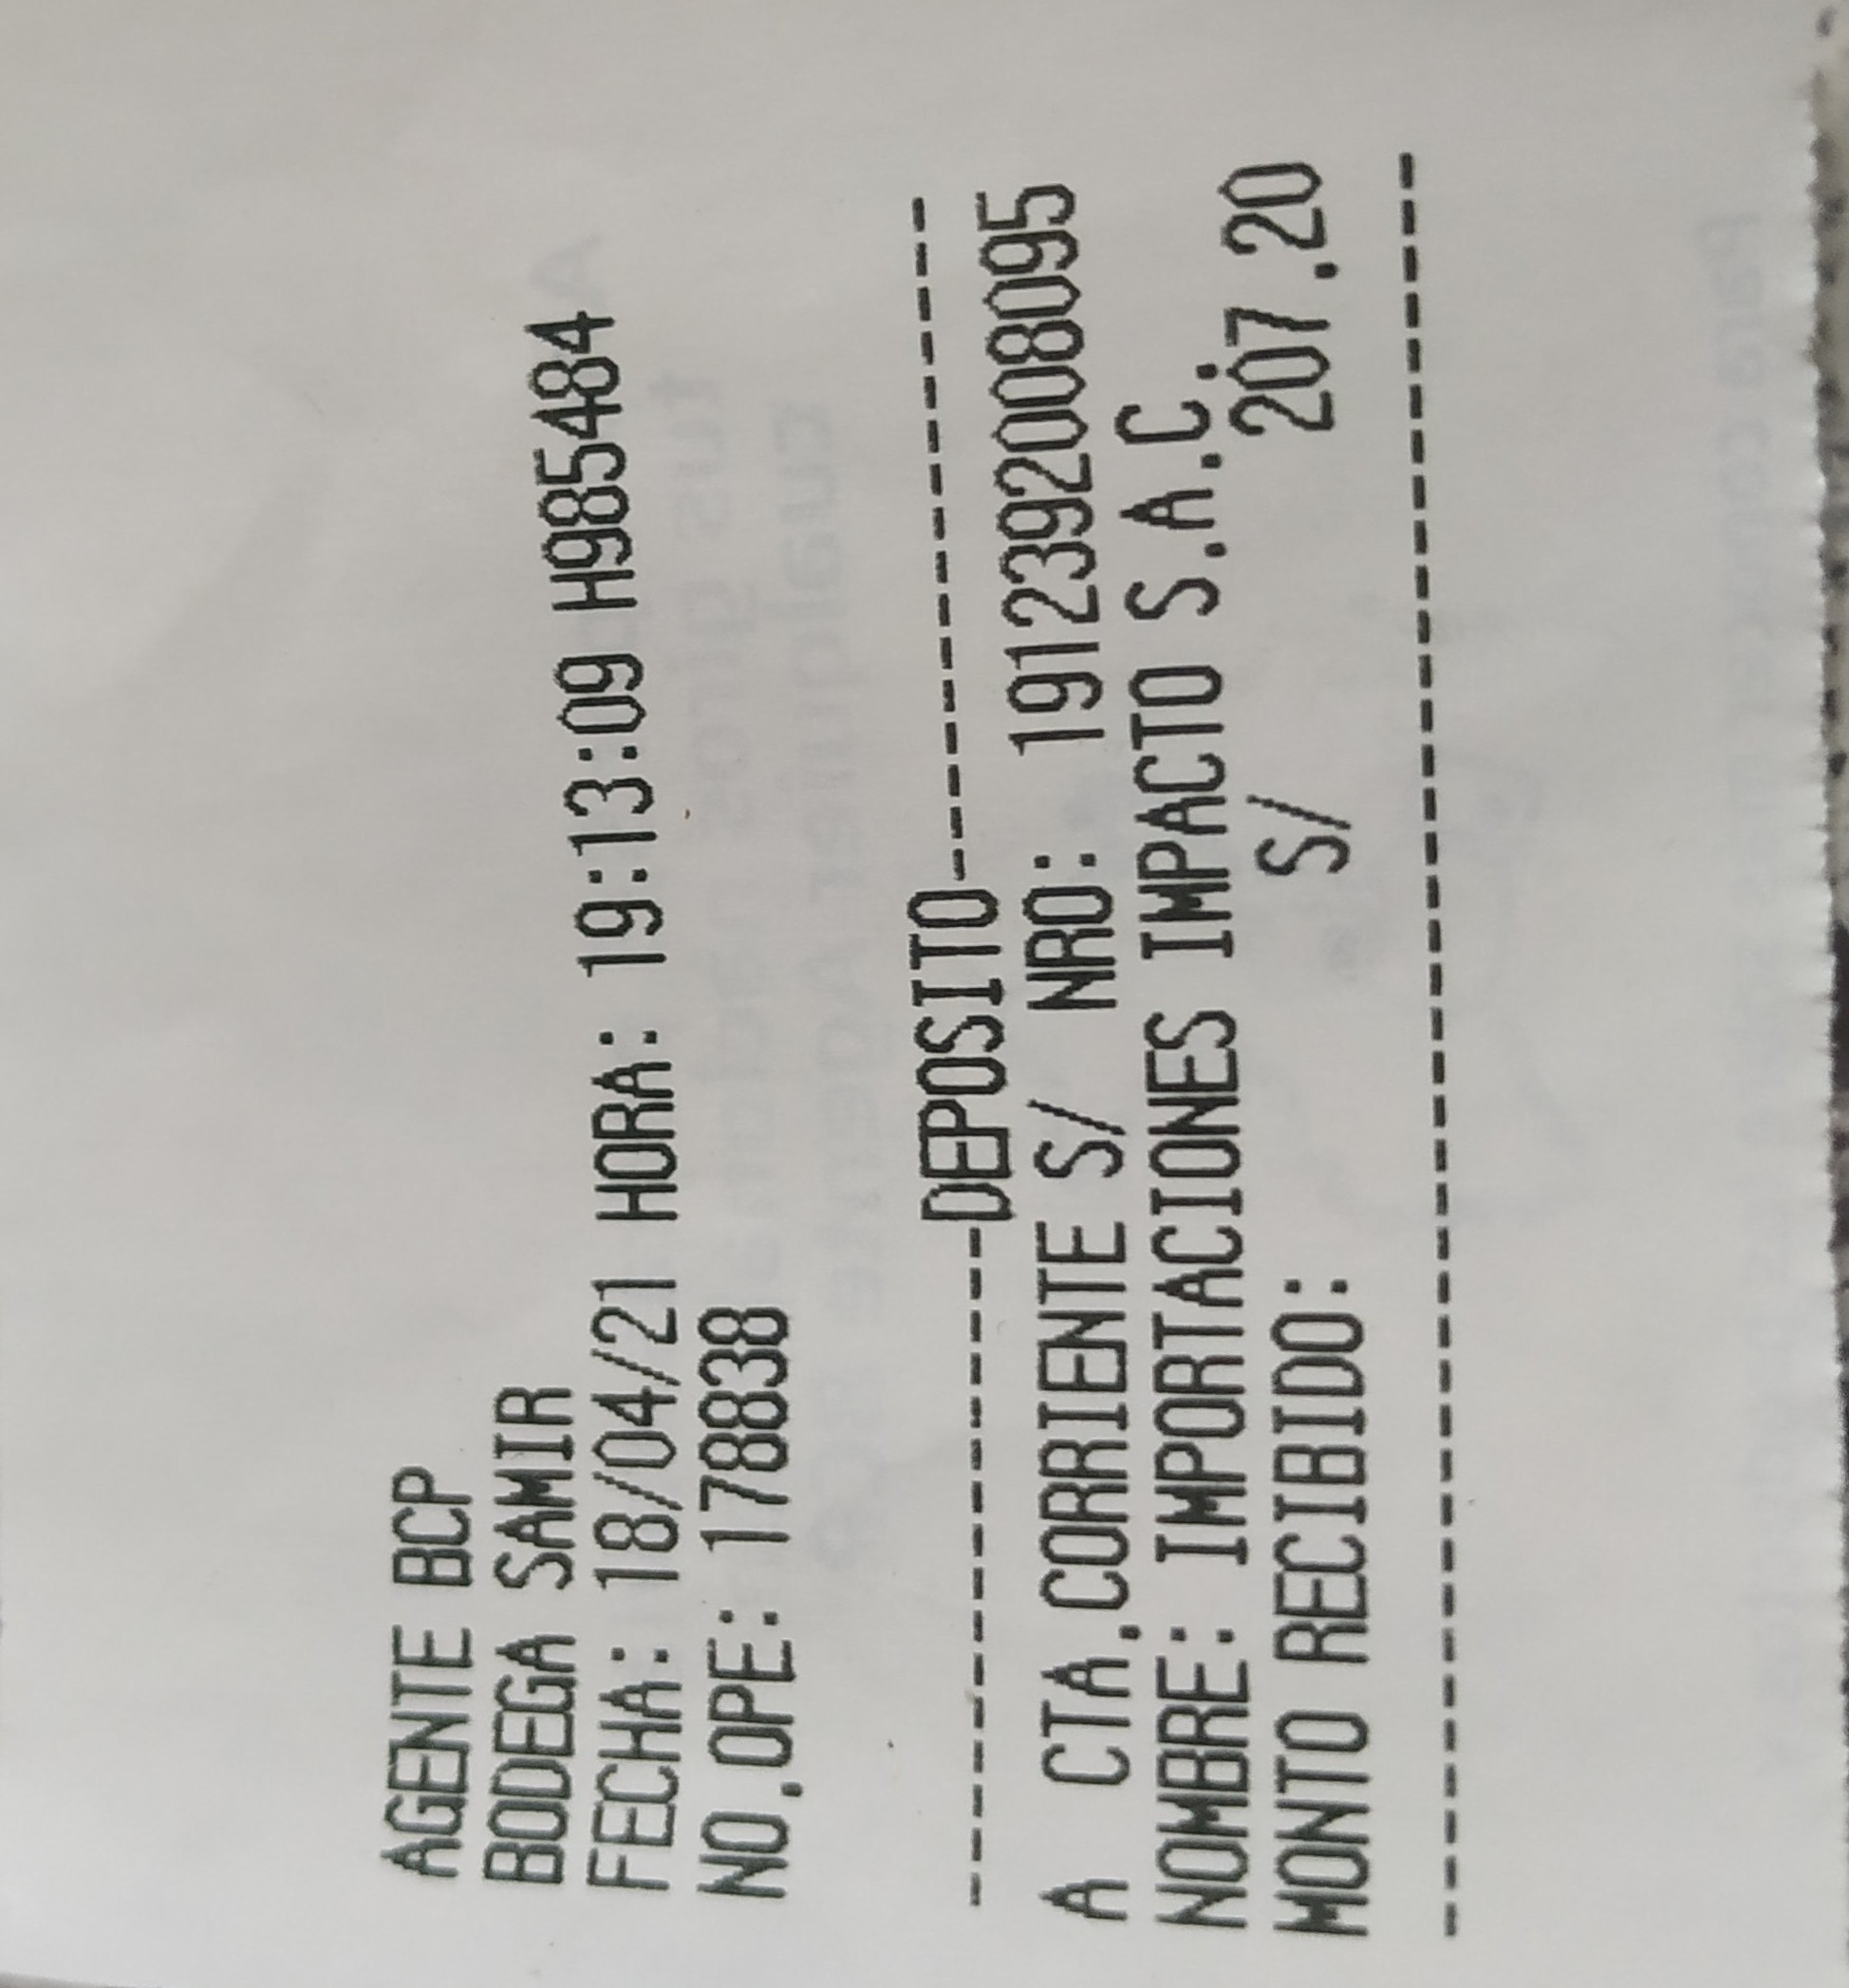 AGENTE BCP
BODEGA SAMIR
FECHA: 18/04/21 HORA: 19:13:09 H985484
NO.OPE: 178838
-------------DEPOSITO-------------
A CTA.CORRIENTE S/ NRO: 1912392008095
NOMBRE: IMPORTACIONES IMPACTO S.A.C.
MONTO RECIBIDO: S/ 207.20